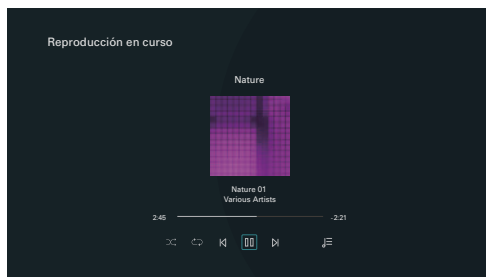 Reproducción en curso
Nature
Nature 01
Various Artists
2:45
-2:21